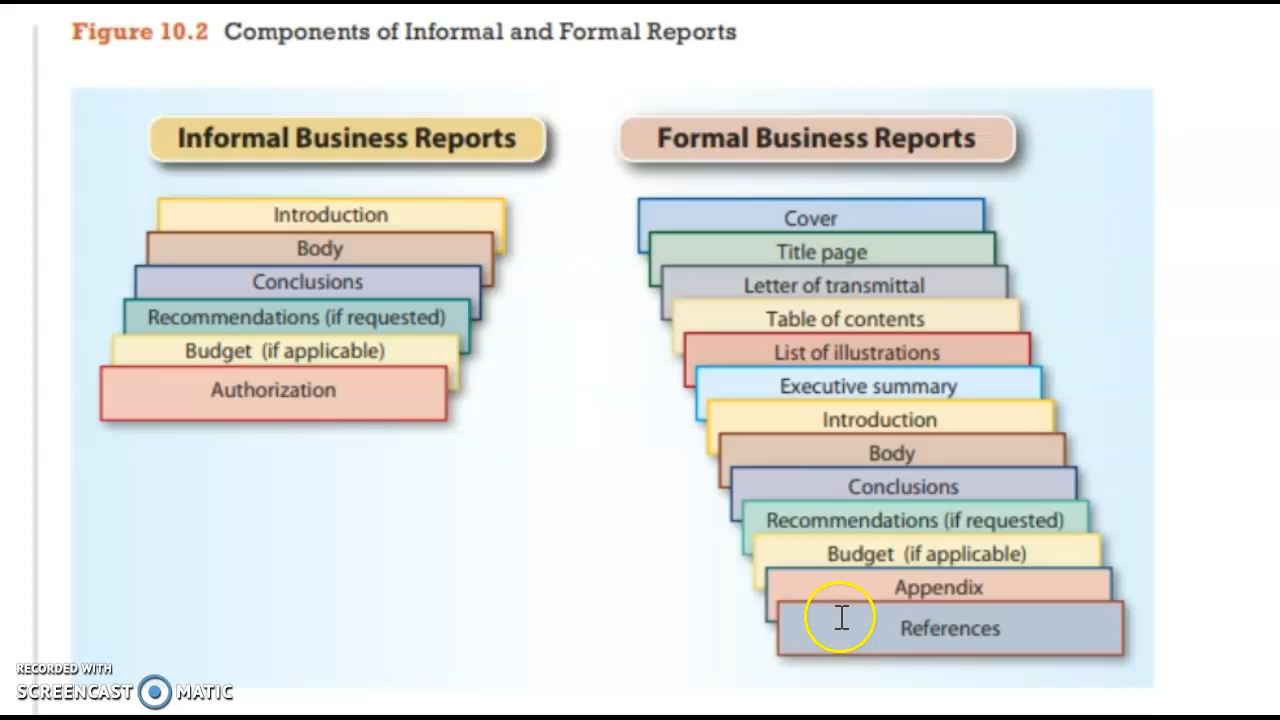 Figure 10.2 Components of Informal and Formal Reports
Informal Business Reports
Introduction
Body
Conclusions
Recommendations (if requested)
Budget (if applicable)
Authorization
Formal Business Reports
Cover
Title page
Letter of transmittal
Table of contents
List of illustrations
Executive summary
Introduction
Body
Conclusions
Recommendations (if requested)
Budget (if applicable)
Appendix
References
RECORDED WITH
SCREENCAST MATIC